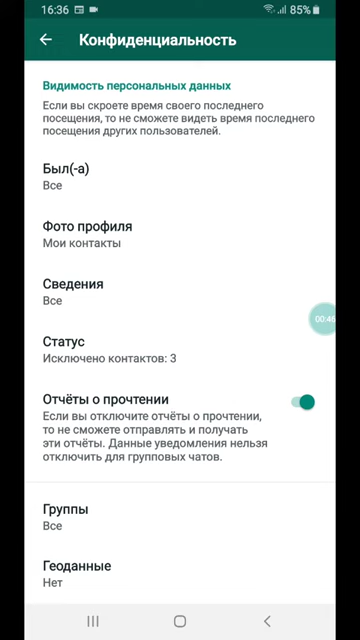 16:36 85%
Конфиденциальность
Видимость персональных данных
Если вы скроете время своего последнего
посещения, то не сможете видеть время последнего
посещения других пользователей.
Был(-а)
Все
Фото профиля
Мои контакты
Сведения
Все
00:46
Статус
Исключено контактов: 3
Отчёты о прочтении
Если вы отключите отчёты о прочтении,
то не сможете отправлять и получать
эти отчёты. Данные уведомления нельзя
отключить для групповых чатов.
Группы
Все
Геоданные
Нет